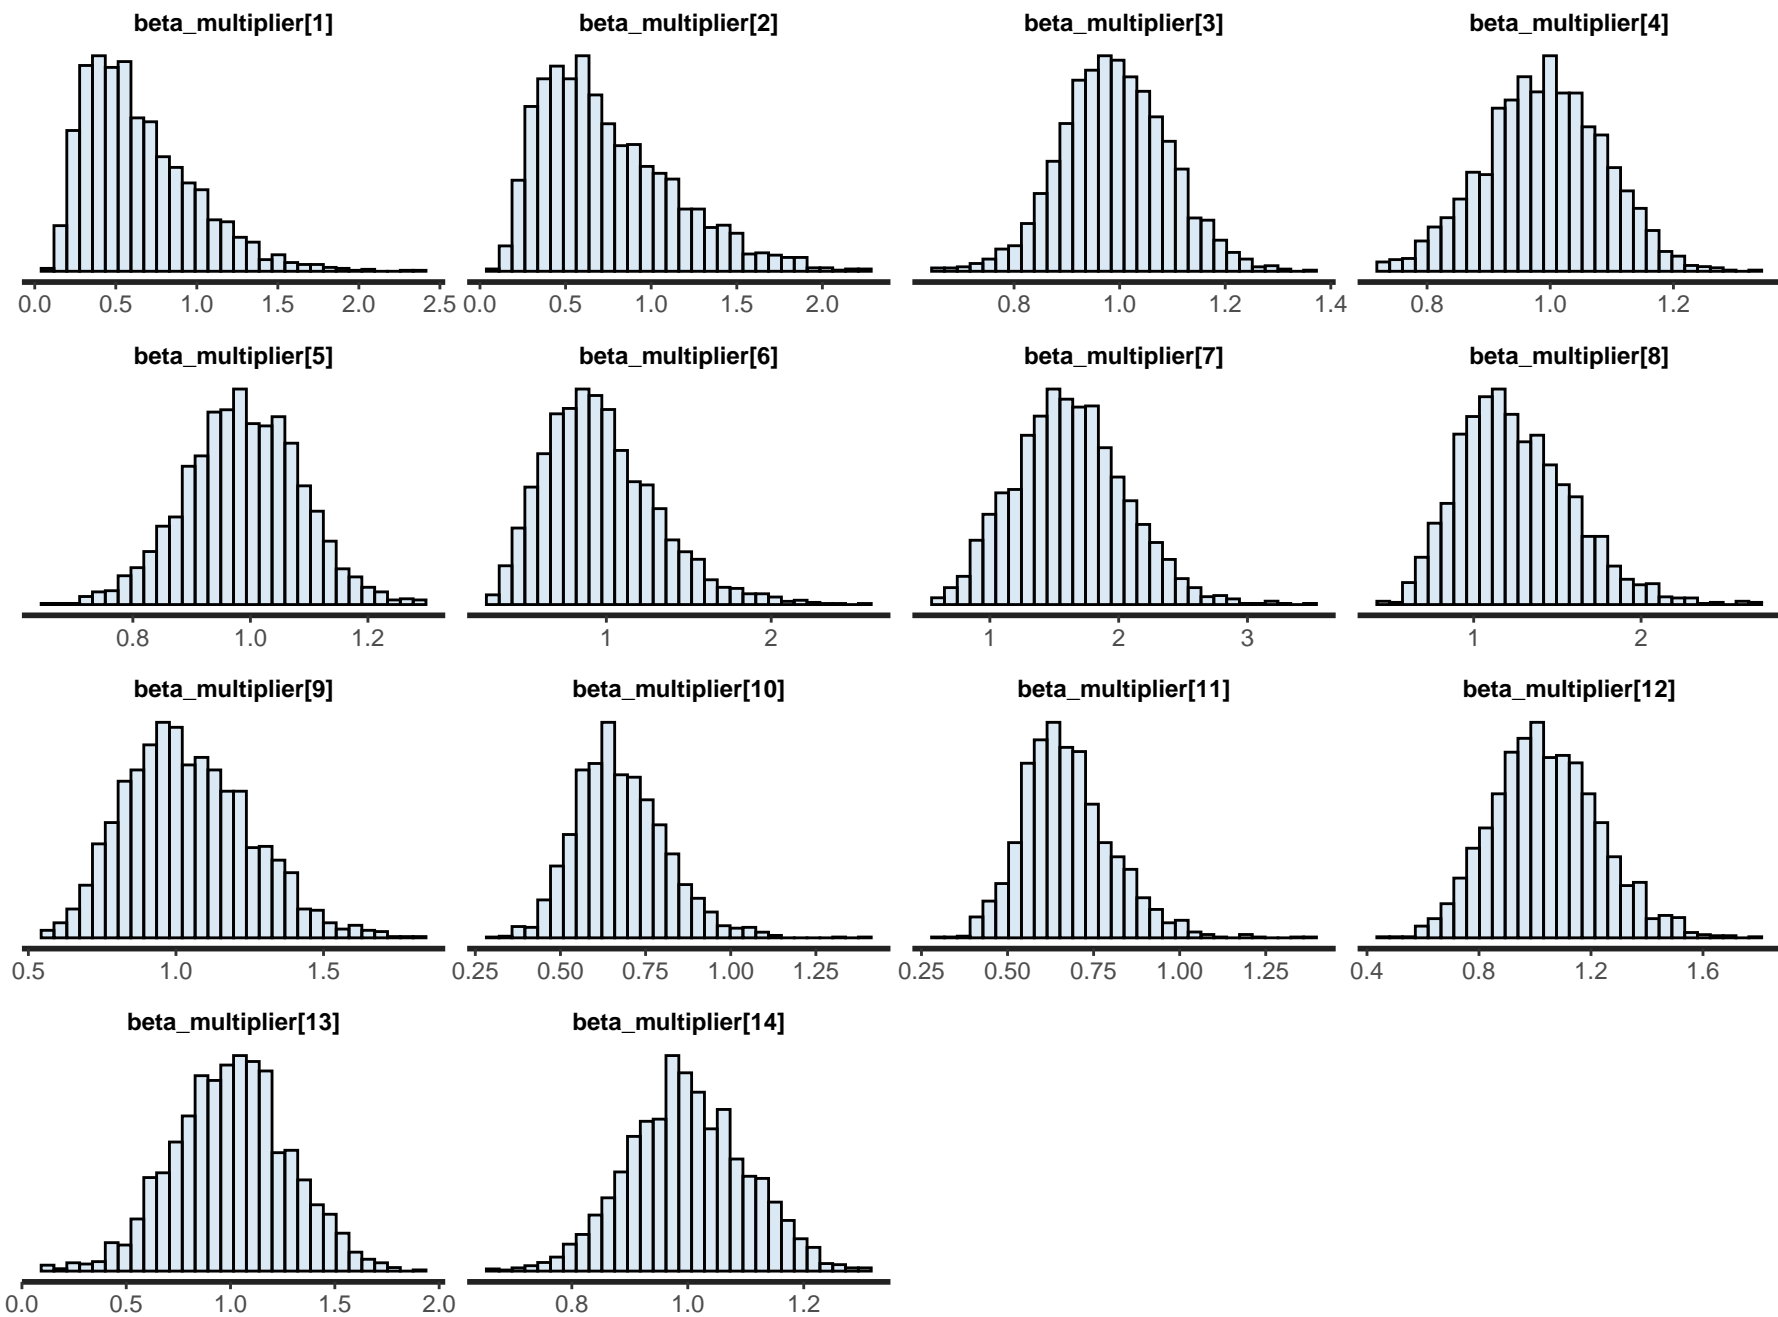 beta_multiplier[1] beta_multiplier[2] beta_multiplier[3] beta_multiplier[4]
0.0 0.5 1.0 1.5 2.0 2.5 0.0 0.5 1.0 1.5 2.0 0.8 1.0 1.2 1.4 0.8 1.0 1.2
beta_multiplier[5] beta_multiplier[6] beta_multiplier[7] beta_multiplier[8]
0.8 1.0 1.2 1 2 1 2 3 1 2
beta_multiplier[9] beta_multiplier[10] beta_multiplier[11] beta_multiplier[12]
0.5 1.0 1.5 0.25 0.50 0.75 1.00 1.25 0.25 0.50 0.75 1.00 1.25 0.4 0.8 1.2 1.6
beta_multiplier[13] beta_multiplier[14]
0.0 0.5 1.0 1.5 2.0 0.8 1.0 1.2